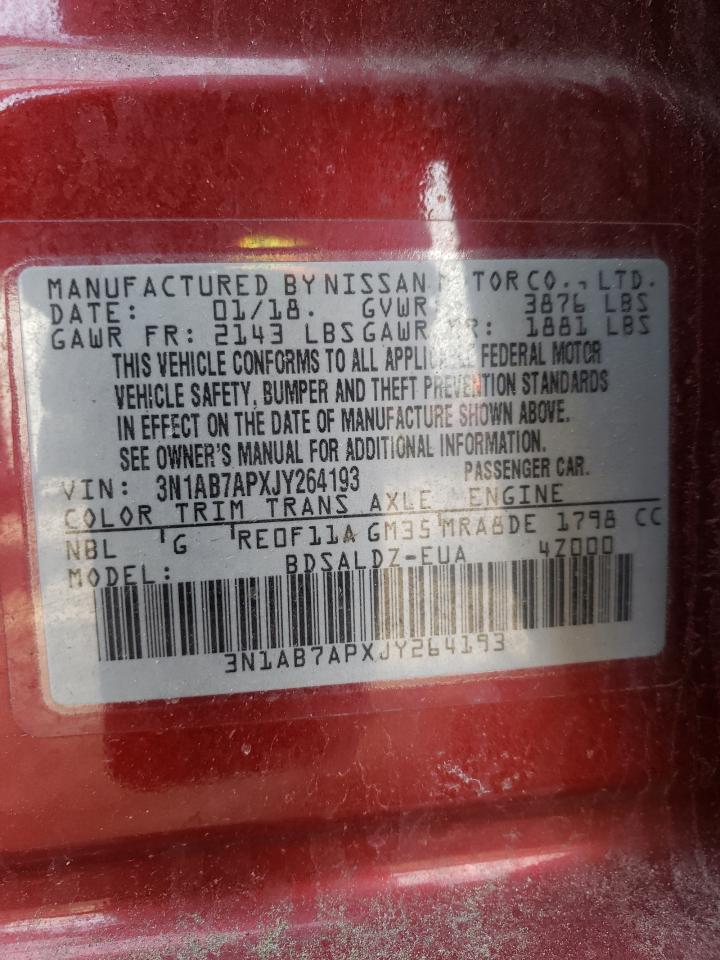 MANUFACTURED BY NISSAN MOTOR CO., LTD.
DATE: 01/18. GVWR: 3876 LBS
GAWR FR: 2143 LBS GAWR RR: 1881 LBS
THIS VEHICLE CONFORMS TO ALL APPLICABLE FEDERAL MOTOR
VEHICLE SAFETY, BUMPER AND THEFT PREVENTION STANDARDS
IN EFFECT ON THE DATE OF MANUFACTURE SHOWN ABOVE.
SEE OWNER'S MANUAL FOR ADDITIONAL INFORMATION.
VIN: 3N1AB7APXJY264193 PASSENGER CAR.
COLOR TRIM TRANS AXLE ENGINE
NBL G RE0F11A GM35 MRA8DE 1798 CC
MODEL: BDSALDZ-EUA 4Z000
3N1AB7APXJY264193